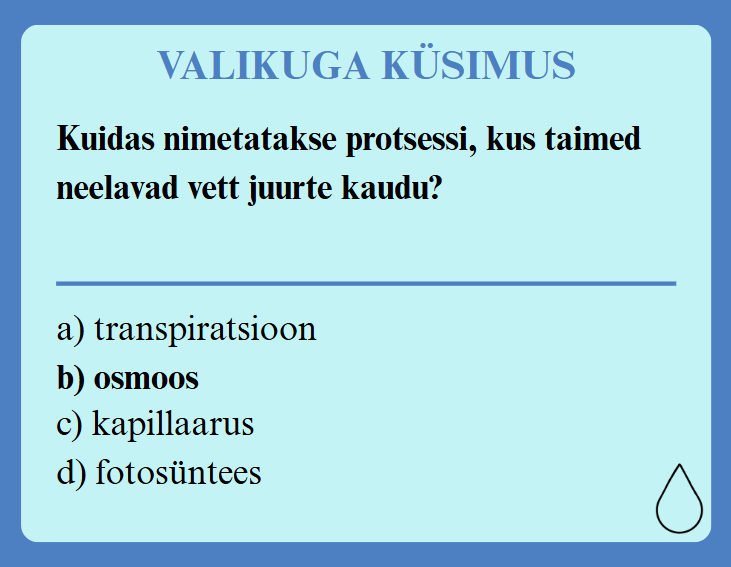 VALIKUGA KÜSIMUS
Kuidas nimetatakse protsessi, kus taimed
neelavad vett juurte kaudu?
a) transpiratsioon
b) osmoos
c) kapillaarus
d) fotosüntees